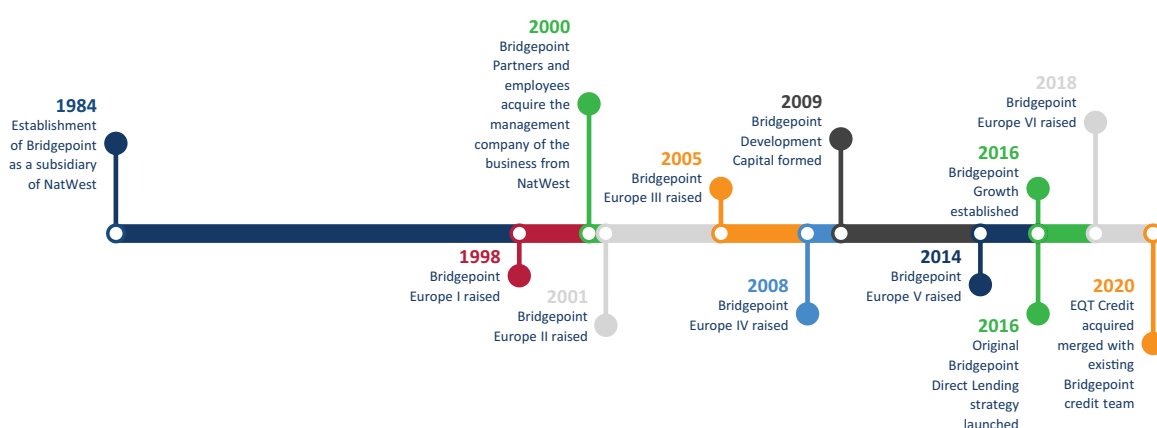 1984
Establishment
of Bridgepoint
as a subsidiary
of NatWest
1998
Bridgepoint
Europe I raised
2000
Bridgepoint
Partners and
employees
acquire the
management
company of the
business from
NatWest
2001
Bridgepoint
Europe II raised
2005
Bridgepoint
Europe III raised
2008
Bridgepoint
Europe IV raised
2009
Bridgepoint
Development
Capital formed
2014
Bridgepoint
Europe V raised
2016
Bridgepoint
Growth
established
2016
Original
Bridgepoint
Direct Lending
strategy
launched
2018
Bridgepoint
Europe VI raised
2020
EQT Credit
acquired
merged with
existing
Bridgepoint
credit team